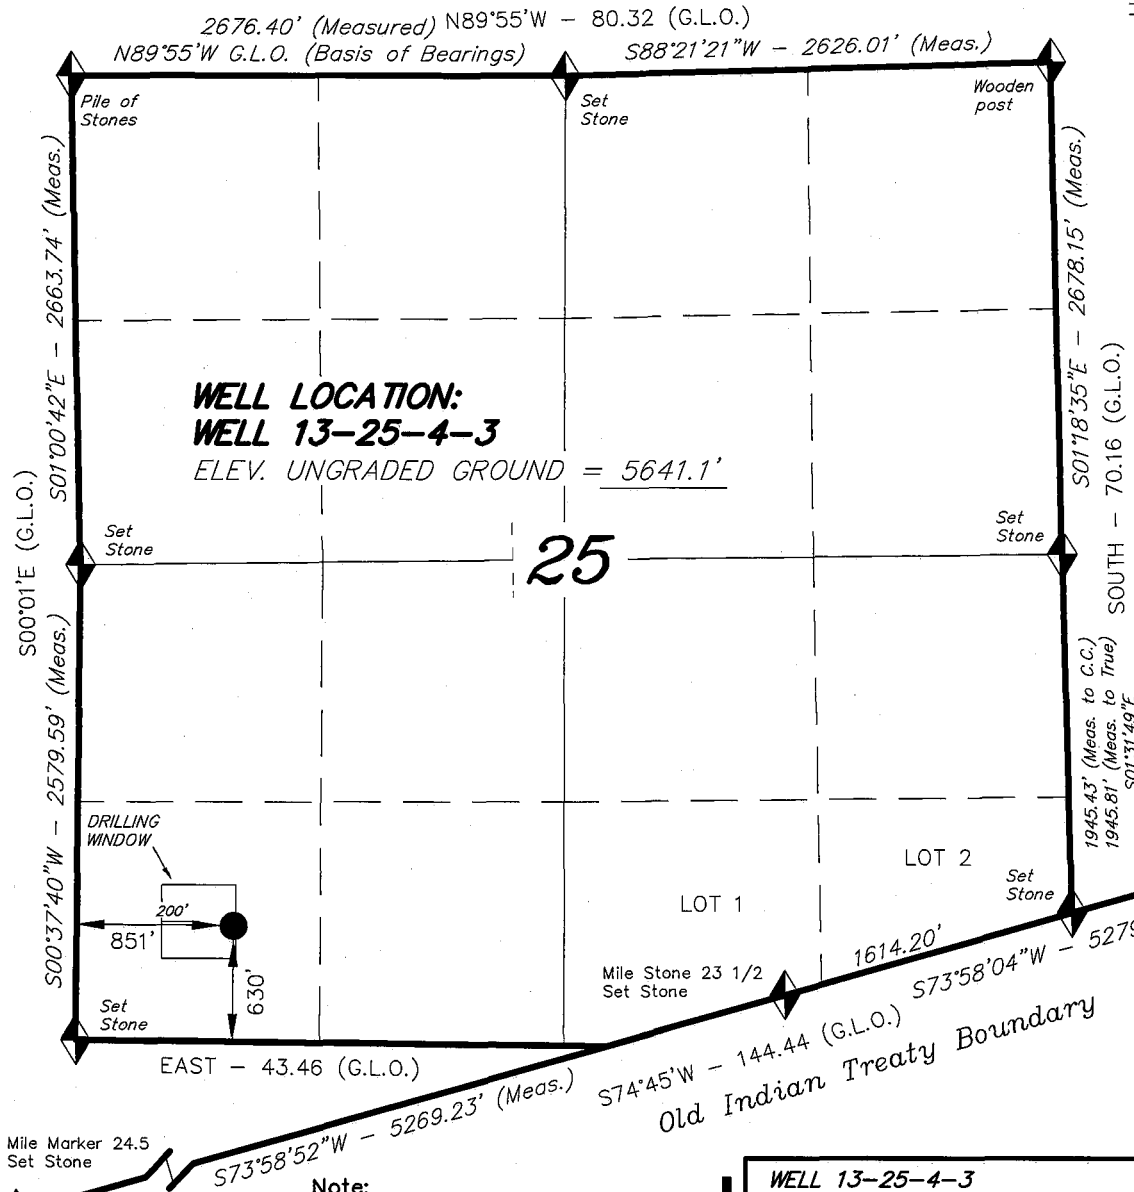 2676.40' (Measured) N89°55'W - 80.32 (G.L.O.)
N89°55'W G.L.O. (Basis of Bearings)
S88°21'21"W - 2626.01' (Meas.)
Pile of
Stones
Set
Stone
Wooden
post
S01°00'42"E - 2663.74' (Meas.)
S01°18'35"E - 2678.15' (Meas.)
SOUTH - 70.16 (G.L.O.)
WELL LOCATION:
WELL 13-25-4-3
ELEV. UNGRADED GROUND = 5641.1'
S00°01'E (G.L.O.)
Set
Stone
25
Set
Stone
S00°37'40"W - 2579.59' (Meas.)
1945.43' (Meas. to C.C.)
1945.81' (Meas. to True)
S01°31'49"E
DRILLING
WINDOW
200'
851'
630'
LOT 2
LOT 1
Set
Stone
Mile Stone 23 1/2
Set Stone
1614.20'
S73°58'04"W - 5279
Set
Stone
EAST - 43.46 (G.L.O.)
S74°45'W - 144.44 (G.L.O.)
Old Indian Treaty Boundary
S73°58'52"W - 5269.23' (Meas.)
Mile Marker 24.5
Set Stone
Note:
WELL 13-25-4-3